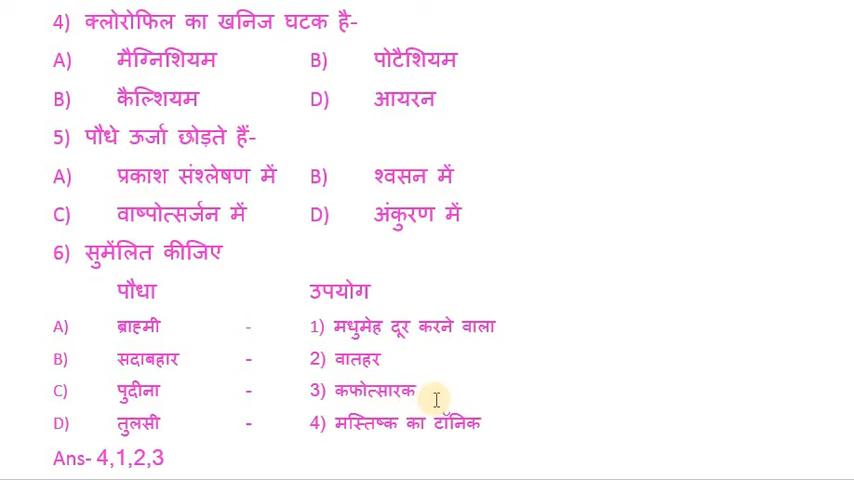 4) क्लोरोफिल का खनिज घटक है-
A) मैग्निशियम B) पोटैशियम
B) कैल्शियम D) आयरन
5) पौधे ऊर्जा छोड़ते हैं-
A) प्रकाश संश्लेषण में B) श्वसन में
C) वाष्पोत्सर्जन में D) अंकुरण में
6) सुमेंलित कीजिए
पौधा उपयोग
A) ब्राह्मी - 1) मधुमेह दूर करने वाला
B) सदाबहार - 2) वातहर
C) पुदीना - 3) कफोत्सारक
D) तुलसी - 4) मस्तिष्क का टॉनिक
Ans- 4,1,2,3